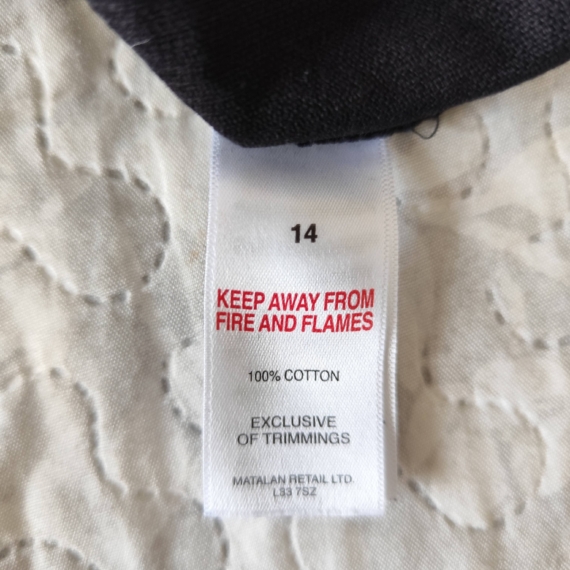 14
KEEP AWAY FROM
FIRE AND FLAMES
100% COTTON
EXCLUSIVE
OF TRIMMINGS
MATALAN RETAIL LTD.
L33 7SZ